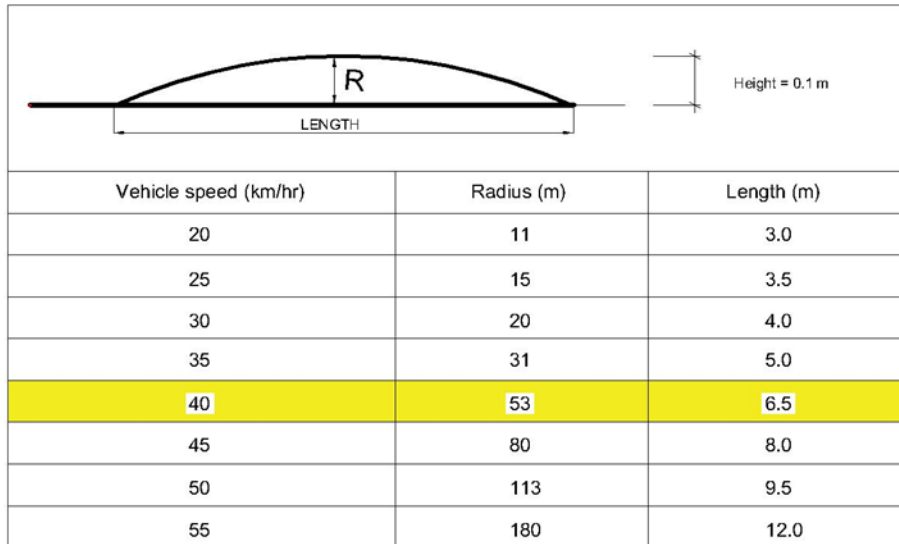 R
Height = 0.1 m
LENGTH
Vehicle speed (km/hr) Radius (m) Length (m)
20 11 3.0
25 15 3.5
30 20 4.0
35 31 5.0
40 53 6.5
45 80 8.0
50 113 9.5
55 180 12.0